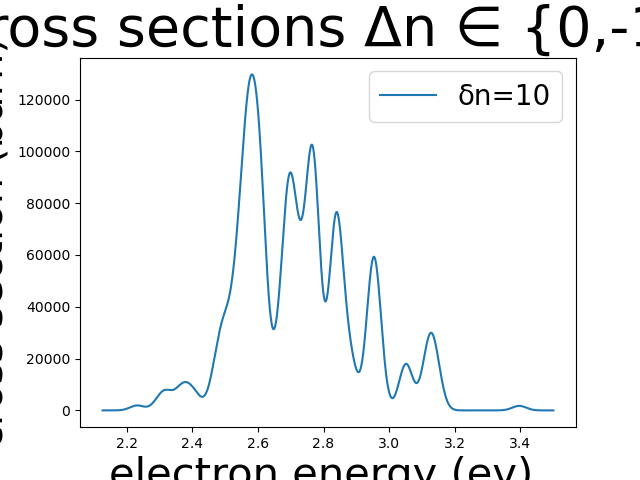 ross sections Δn ∈ {0,-1
δn=10
120000
100000
80000
60000
40000
20000
0
2.2 2.4 2.6 2.8 3.0 3.2 3.4
electron energy (ev)